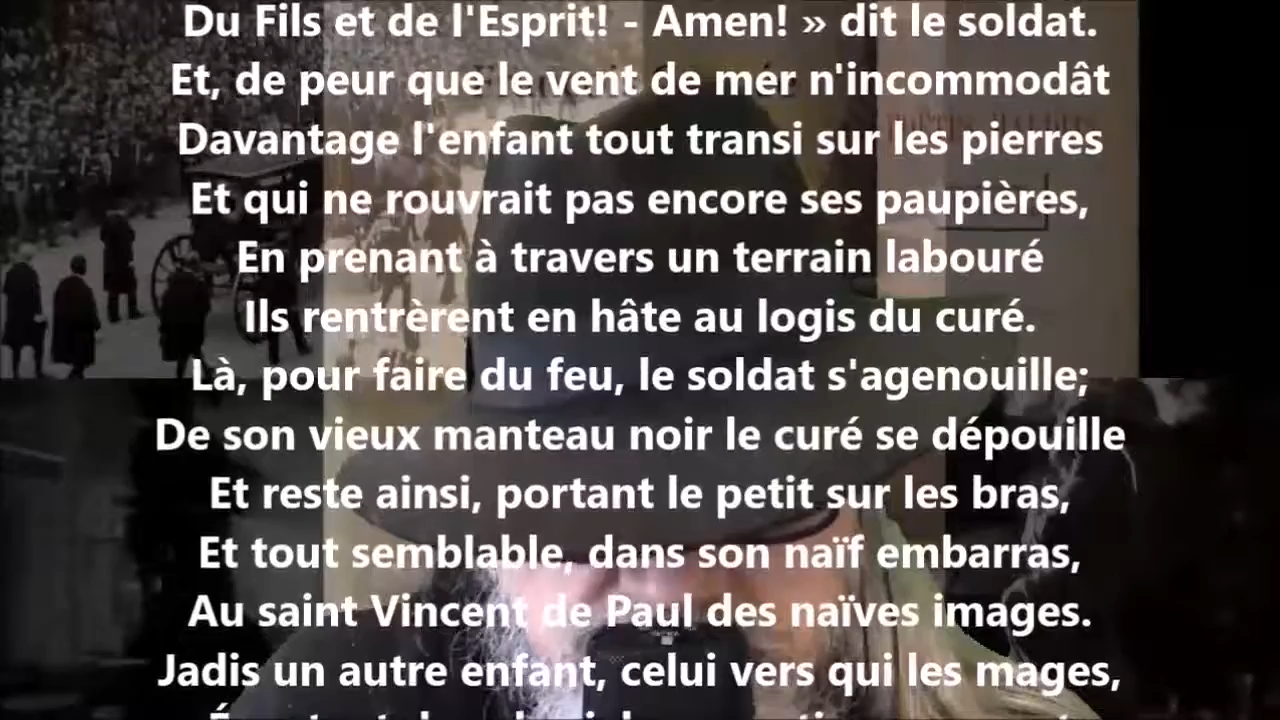 Du Fils et de l'Esprit! - Amen! » dit le soldat.
Et, de peur que le vent de mer n'incommodât
Davantage l'enfant tout transi sur les pierres
Et qui ne rouvrait pas encore ses paupières,
En prenant à travers un terrain labouré
Ils rentrèrent en hâte au logis du curé.
Là, pour faire du feu, le soldat s'agenouille;
De son vieux manteau noir le curé se dépouille
Et reste ainsi, portant le petit sur les bras,
Et tout semblable, dans son naïf embarras,
Au saint Vincent de Paul des naïves images.
Jadis un autre enfant, celui vers qui les mages,